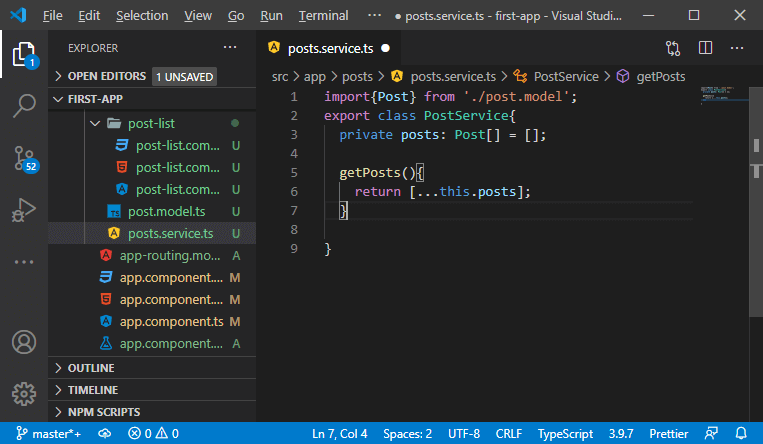 File Edit Selection View Go Run Terminal ··· ● posts.service.ts - first-app - Visual Studi...
EXPLORER ···
1
OPEN EDITORS 1 UNSAVED
FIRST-APP
post-list
post-list.com... U
post-list.com... U
post-list.com... U
TS post.model.ts U
posts.service.ts U
app-routing.mo... A
app.component.... M
app.component.... M
app.component.ts M
app.component.... A
52
···
OUTLINE
TIMELINE
NPM SCRIPTS
posts.service.ts ● ···
src > app > posts > posts.service.ts > PostService > getPosts
1 import{Post} from './post.model';
2 export class PostService{
3 private posts: Post[] = [];
4
5 getPosts(){
6 return [...this.posts];
7 }
8
9 }
master*+ 0 0 Ln 7, Col 4 Spaces: 2 UTF-8 CRLF TypeScript 3.9.7 Prettier